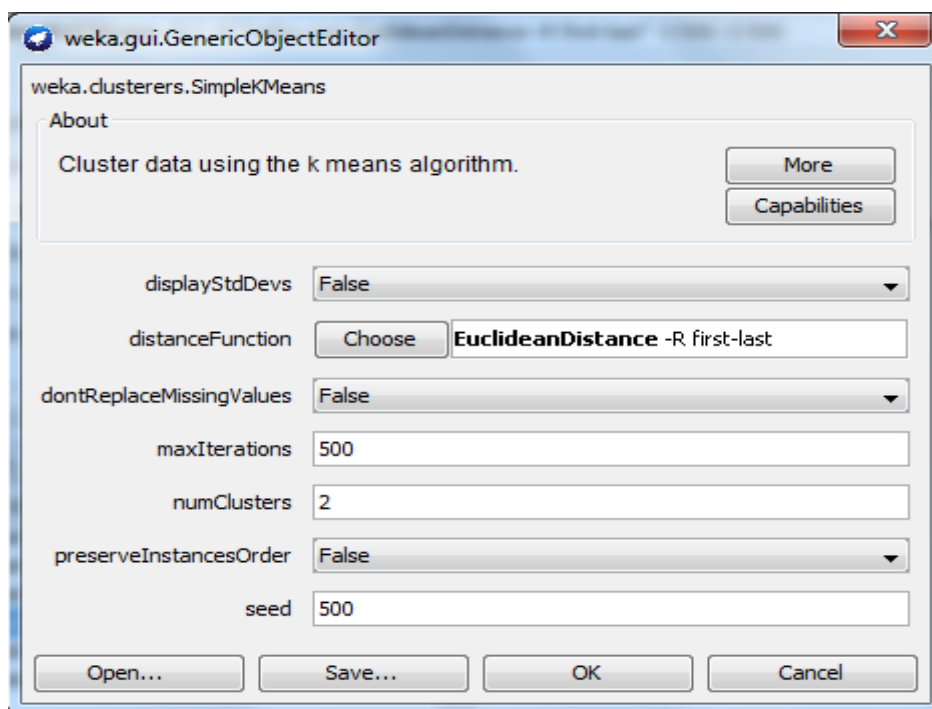 weka.gui.GenericObjectEditor
weka.clusterers.SimpleKMeans
About
Cluster data using the k means algorithm.
More
Capabilities
displayStdDevs False
distanceFunction Choose EuclideanDistance -R first-last
dontReplaceMissingValues False
maxIterations 500
numClusters 2
preserveInstancesOrder False
seed 500
Open... Save... OK Cancel